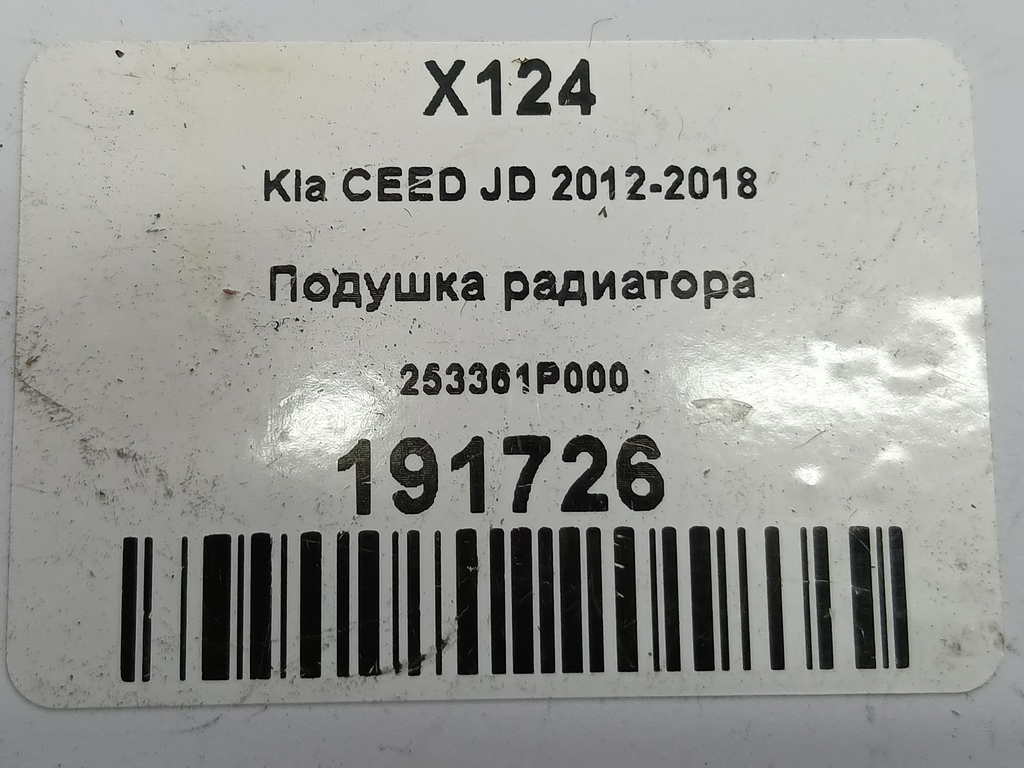 X124
Kia CEED JD 2012-2018
Подушка радиатора
253361P000
191726